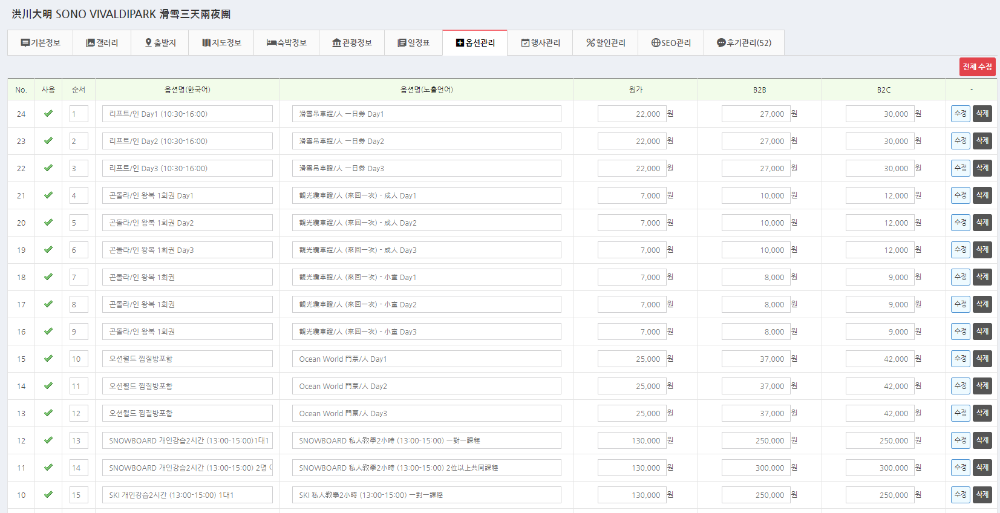 洪川大明 SONO VIVALDIPARK 滑雪三天兩夜團
기본정보 갤러리 출발지 지도정보 숙박정보 관광정보 일정표 옵션관리 행사관리 할인관리 SEO관리 후기관리(52)
전체 수정
No. 사용 순서 옵션명(한국어) 옵션명(노출언어) 원가 B2B B2C -
24 1 리프트/인 Day1 (10:30-16:00) 滑雪吊車證/人 一日券 Day1 22,000 원 27,000 원 30,000 원 수정 삭제
23 2 리프트/인 Day2 (10:30-16:00) 滑雪吊車證/人 一日券 Day2 22,000 원 27,000 원 30,000 원 수정 삭제
22 3 리프트/인 Day3 (10:30-16:00) 滑雪吊車證/人 一日券 Day3 22,000 원 27,000 원 30,000 원 수정 삭제
21 4 곤돌라/인 왕복 1회권 Day1 觀光纜車證/人 (來回一次) - 成人 Day1 7,000 원 10,000 원 12,000 원 수정 삭제
20 5 곤돌라/인 왕복 1회권 Day2 觀光纜車證/人 (來回一次) - 成人 Day2 7,000 원 10,000 원 12,000 원 수정 삭제
19 6 곤돌라/인 왕복 1회권 Day3 觀光纜車證/人 (來回一次) - 成人 Day3 7,000 원 10,000 원 12,000 원 수정 삭제
18 7 곤돌라/인 왕복 1회권 觀光纜車證/人 (來回一次) - 小童 Day1 7,000 원 8,000 원 9,000 원 수정 삭제
17 8 곤돌라/인 왕복 1회권 觀光纜車證/人 (來回一次) - 小童 Day2 7,000 원 8,000 원 9,000 원 수정 삭제
16 9 곤돌라/인 왕복 1회권 觀光纜車證/人 (來回一次) - 小童 Day3 7,000 원 8,000 원 9,000 원 수정 삭제
15 10 오션월드 찜질방포함 Ocean World 門票/人 Day1 25,000 원 37,000 원 42,000 원 수정 삭제
14 11 오션월드 찜질방포함 Ocean World 門票/人 Day2 25,000 원 37,000 원 42,000 원 수정 삭제
13 12 오션월드 찜질방포함 Ocean World 門票/人 Day3 25,000 원 37,000 원 42,000 원 수정 삭제
12 13 SNOWBOARD 개인강습2시간 (13:00-15:00)1대1 SNOWBOARD 私人教學2小時 (13:00-15:00) 一對一課程 130,000 원 250,000 원 250,000 원 수정 삭제
11 14 SNOWBOARD 개인강습2시간 (13:00-15:00) 2명 SNOWBOARD 私人教學2小時 (13:00-15:00) 2位以上共同課程 130,000 원 300,000 원 300,000 원 수정 삭제
10 15 SKI 개인강습2시간 (13:00-15:00) 1대1 SKI 私人教學2小時 (13:00-15:00) 一對一課程 130,000 원 250,000 원 250,000 원 수정 삭제